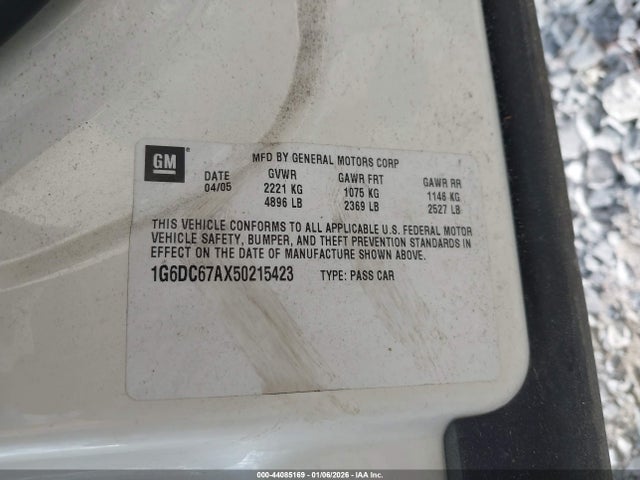 GM
MFD BY GENERAL MOTORS CORP
DATE GVWR GAWR FRT GAWR RR
04/05 2221 KG 1075 KG 1146 KG
4896 LB 2369 LB 2527 LB
THIS VEHICLE CONFORMS TO ALL APPLICABLE U.S. FEDERAL MOTOR
VEHICLE SAFETY, BUMPER, AND THEFT PREVENTION STANDARDS IN
EFFECT ON THE DATE OF MANUFACTURE SHOWN ABOVE.
1G6DC67AX50215423 TYPE: PASS CAR
000-44085169 - 01/06/2026 - IAA Inc.